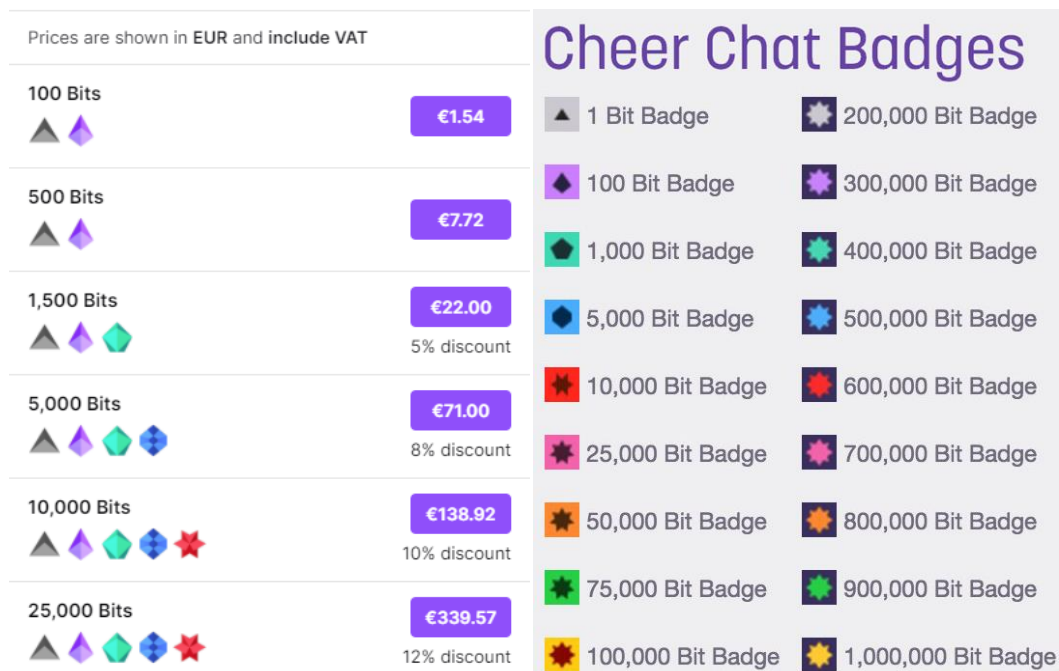 Prices are shown in EUR and include VAT
100 Bits
€1.54
500 Bits
€7.72
1,500 Bits
€22.00
5% discount
5,000 Bits
€71.00
8% discount
10,000 Bits
€138.92
10% discount
25,000 Bits
€339.57
12% discount
Cheer Chat Badges
1 Bit Badge
100 Bit Badge
1,000 Bit Badge
5,000 Bit Badge
10,000 Bit Badge
25,000 Bit Badge
50,000 Bit Badge
75,000 Bit Badge
100,000 Bit Badge
200,000 Bit Badge
300,000 Bit Badge
400,000 Bit Badge
500,000 Bit Badge
600,000 Bit Badge
700,000 Bit Badge
800,000 Bit Badge
900,000 Bit Badge
1,000,000 Bit Badge